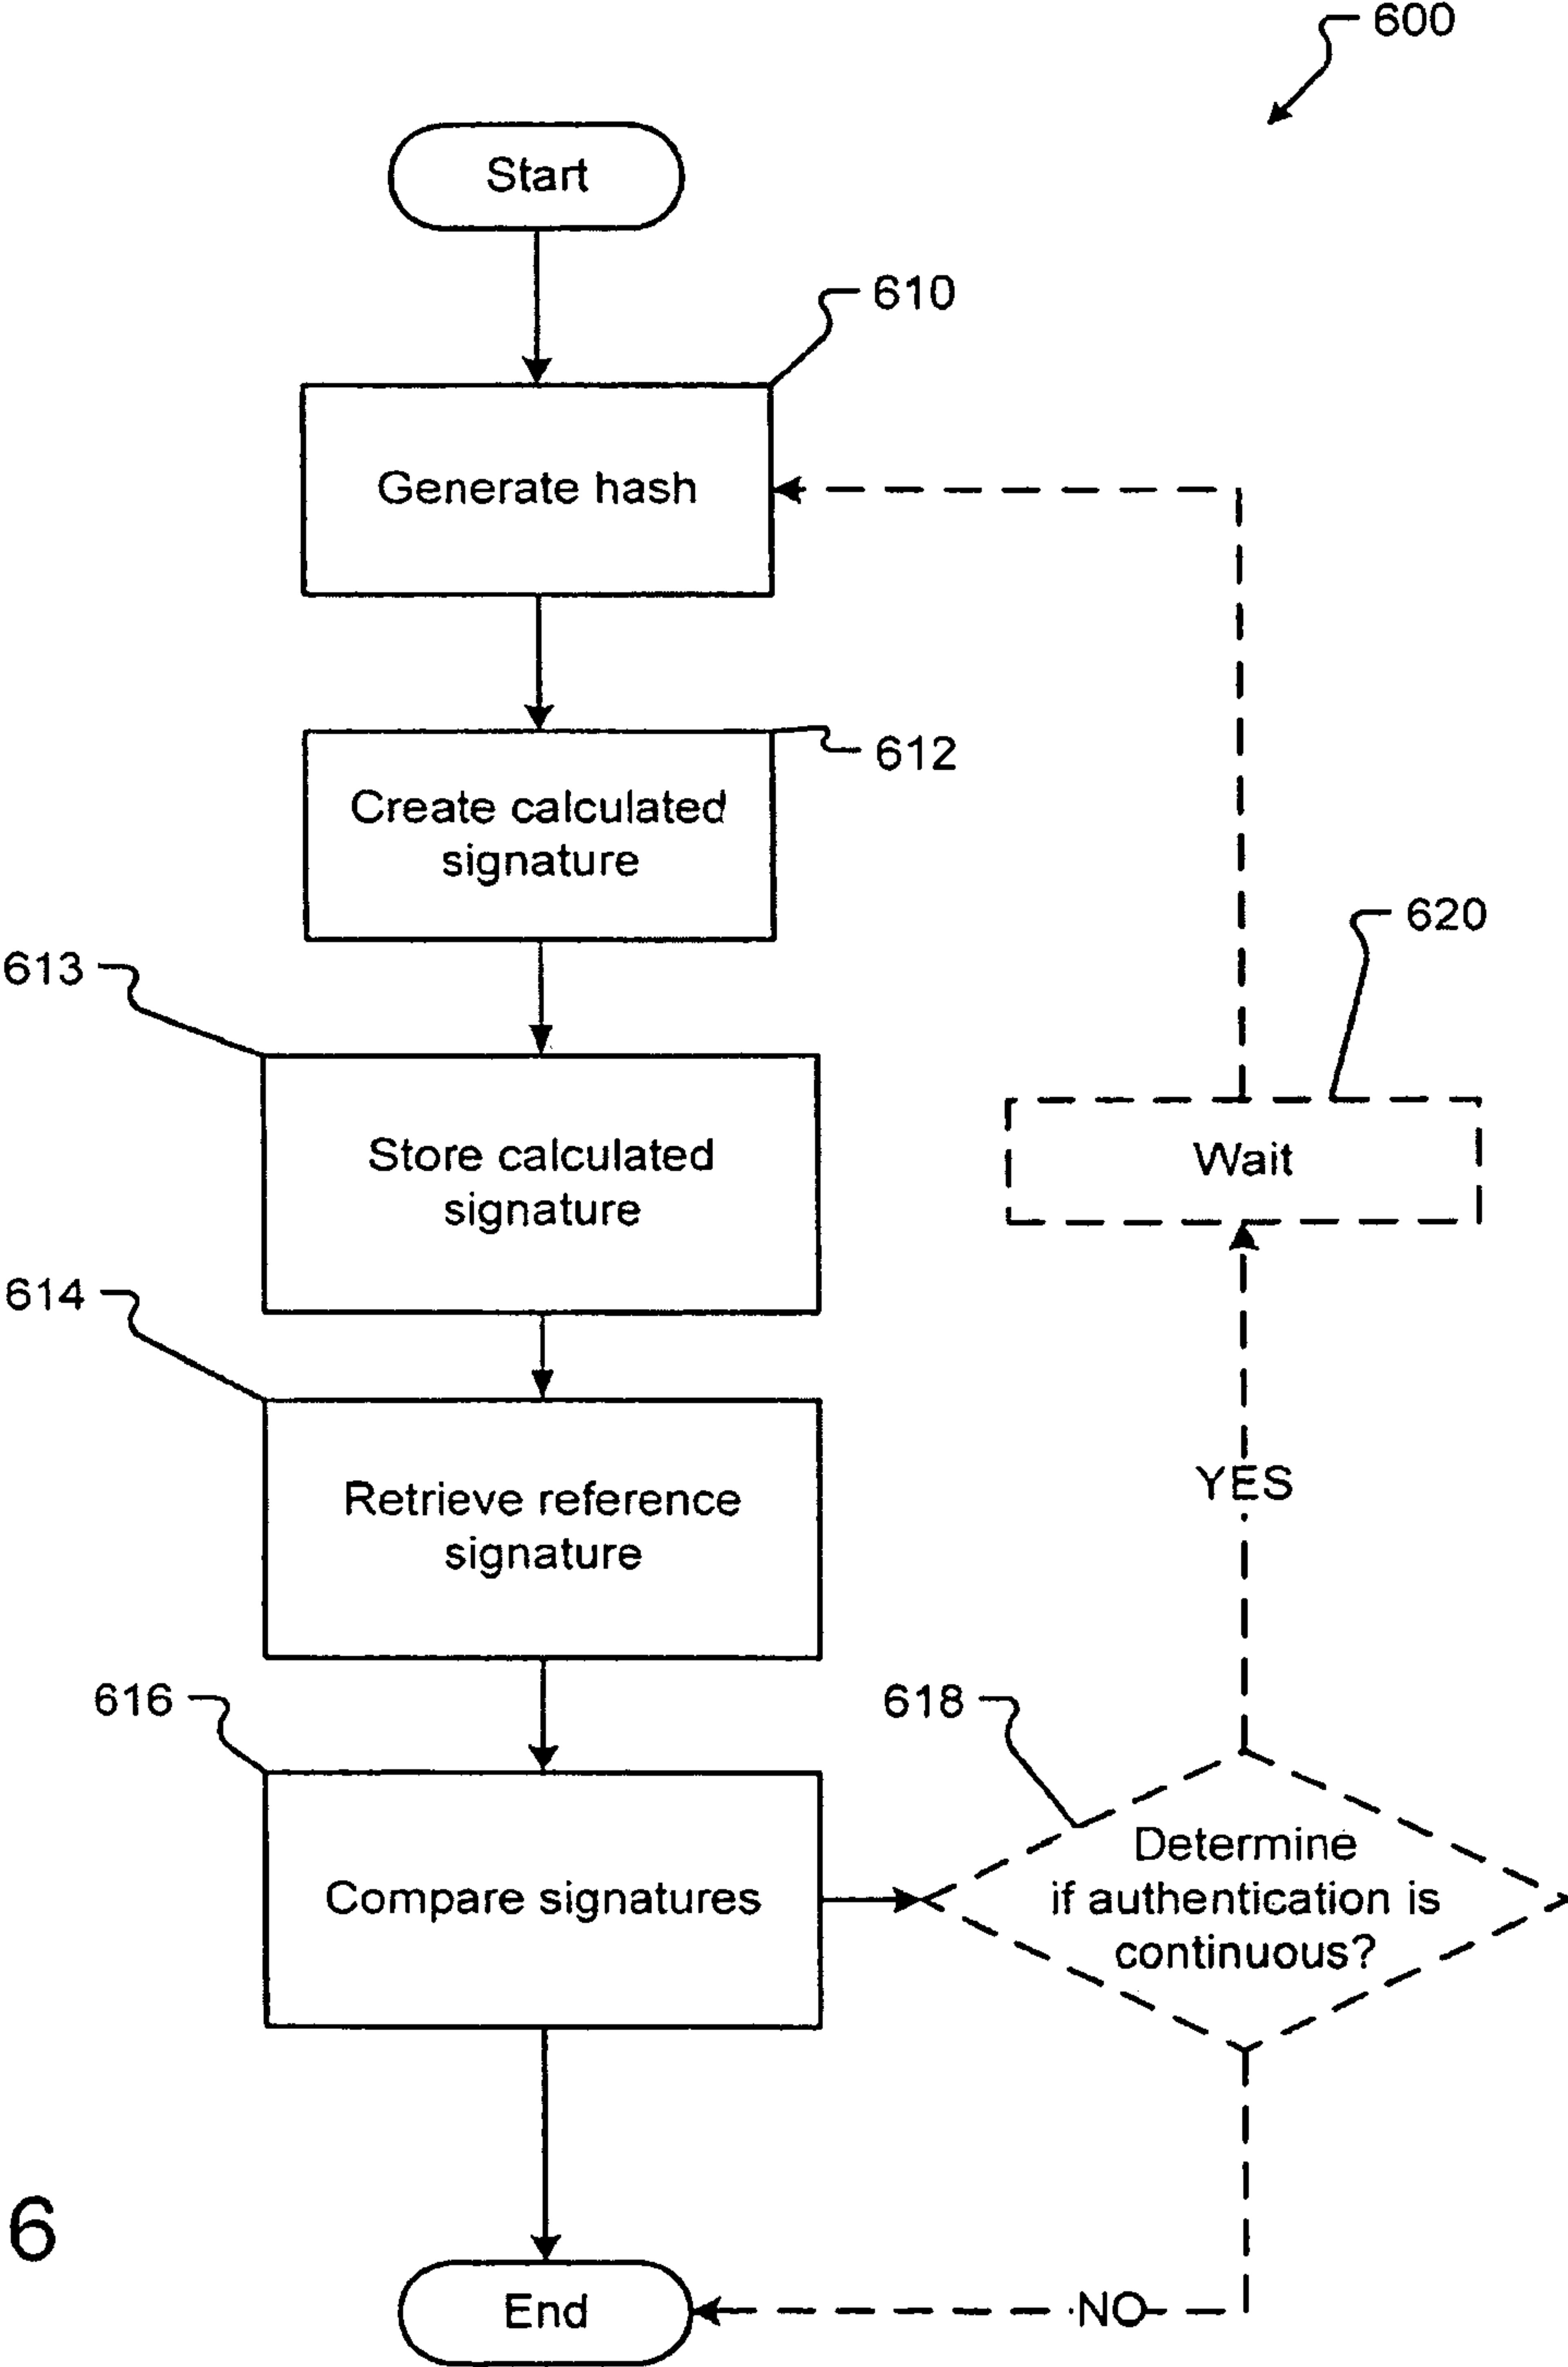 600
Start
610
Generate hash
612
Create calculated
signature
613
Store calculated
signature
620
Wait
614
Retrieve reference
signature
YES
616
Compare signatures
618
Determine
if authentication is
continuous?
6
End
NO